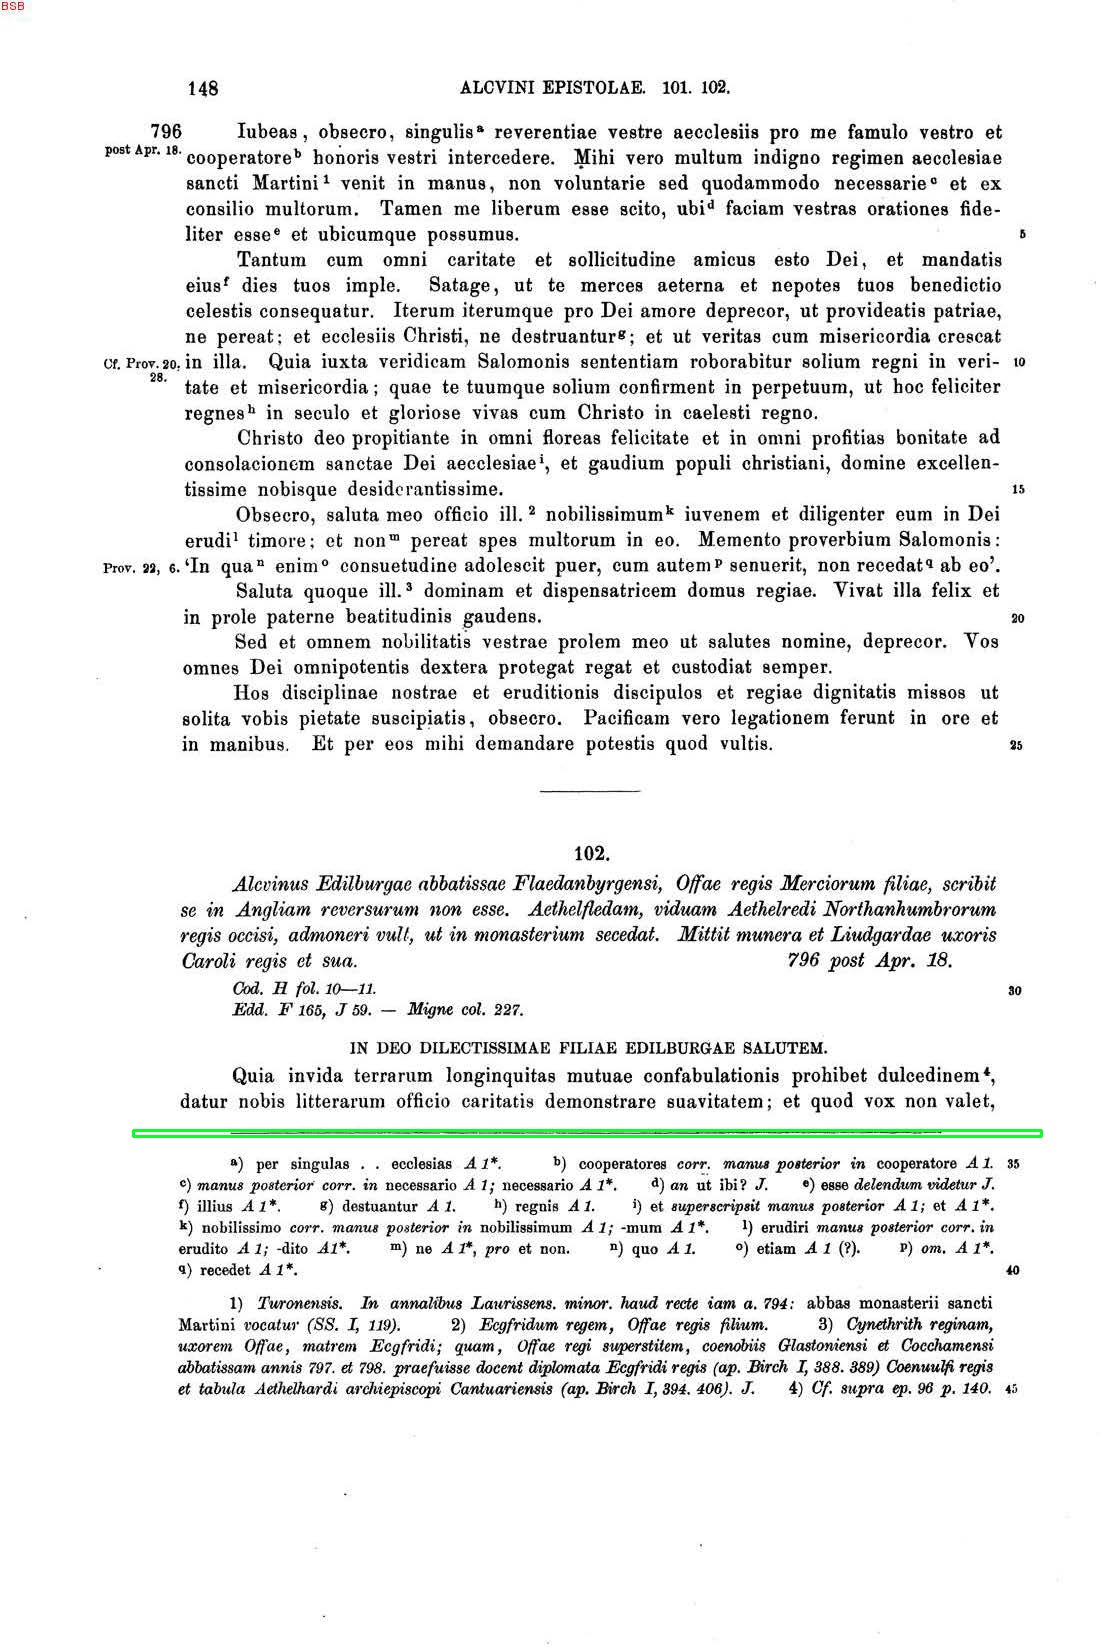 BSB
148 ALCVINI EPISTOLAE. 101. 102.
796 Iubeas, obsecro, singulisᵃ reverentiae vestre aecclesiis pro me famulo vestro et
post Apr. 18. cooperatoreᵇ honoris vestri intercedere. Mihi vero multum indigno regimen aecclesiae
sancti Martini¹ venit in manus, non voluntarie sed quodammodo necessarieᶜ et ex
consilio multorum. Tamen me liberum esse scito, ubiᵈ faciam vestras orationes fide-
liter esseᵉ et ubicumque possumus. 5
Tantum cum omni caritate et sollicitudine amicus esto Dei, et mandatis
eiusᶠ dies tuos imple. Satage, ut te merces aeterna et nepotes tuos benedictio
celestis consequatur. Iterum iterumque pro Dei amore deprecor, ut provideatis patriae,
ne pereat; et ecclesiis Christi, ne destruanturᵍ; et ut veritas cum misericordia crescat
Cf. Prov. 20, in illa. Quia iuxta veridicam Salomonis sententiam roborabitur solium regni in veri- 10
28. tate et misericordia; quae te tuumque solium confirment in perpetuum, ut hoc feliciter
regnesʰ in seculo et gloriose vivas cum Christo in caelesti regno.
Christo deo propitiante in omni floreas felicitate et in omni profitias bonitate ad
consolacionem sanctae Dei aecclesiaeⁱ, et gaudium populi christiani, domine excellen-
tissime nobisque desiderantissime. 15
Obsecro, saluta meo officio ill.² nobilissimumᵏ iuvenem et diligenter eum in Dei
erudiˡ timore; et nonᵐ pereat spes multorum in eo. Memento proverbium Salomonis:
Prov. 22, 6. ‘In quaⁿ enimᵒ consuetudine adolescit puer, cum autemᵖ senuerit, non recedat𐞥 ab eo’.
Saluta quoque ill.³ dominam et dispensatricem domus regiae. Vivat illa felix et
in prole paterne beatitudinis gaudens. 20
Sed et omnem nobilitatis vestrae prolem meo ut salutes nomine, deprecor. Vos
omnes Dei omnipotentis dextera protegat regat et custodiat semper.
Hos disciplinae nostrae et eruditionis discipulos et regiae dignitatis missos ut
solita vobis pietate suscipiatis, obsecro. Pacificam vero legationem ferunt in ore et
in manibus. Et per eos mihi demandare potestis quod vultis. 25
102.
Alcvinus Edilburgae abbatissae Flaedanbyrgensi, Offae regis Merciorum filiae, scribit
se in Angliam reversurum non esse. Aethelfledam, viduam Aethelredi Northanhumbrorum
regis occisi, admoneri vult, ut in monasterium secedat. Mittit munera et Liudgardae uxoris
Caroli regis et sua. 796 post Apr. 18.
Cod. H fol. 10—11. 30
Edd. F 165, J 59. — Migne col. 227.
IN DEO DILECTISSIMAE FILIAE EDILBURGAE SALUTEM.
Quia invida terrarum longinquitas mutuae confabulationis prohibet dulcedinem⁴,
datur nobis litterarum officio caritatis demonstrare suavitatem; et quod vox non valet,
ᵃ) per singulas . . ecclesias A 1*. ᵇ) cooperatores corr. manus posterior in cooperatore A 1. 35
ᶜ) manus posterior corr. in necessario A 1; necessario A 1*. ᵈ) an ut ibi? J. ᵉ) esse delendum videtur J.
ᶠ) illius A 1*. ᵍ) destuantur A 1. ʰ) regnis A 1. ⁱ) et superscripsit manus posterior A 1; et A 1*.
ᵏ) nobilissimo corr. manus posterior in nobilissimum A 1; -mum A 1*. ˡ) erudiri manus posterior corr. in
erudito A 1; -dito A1*. ᵐ) ne A 1*, pro et non. ⁿ) quo A 1. ᵒ) etiam A 1 (?). ᵖ) om. A 1*.
𐞥) recedet A 1*. 40
1) Turonensis. In annalibus Laurissens. minor. haud recte iam a. 794: abbas monasterii sancti
Martini vocatur (SS. I, 119). 2) Ecgfridum regem, Offae regis filium. 3) Cynethrith reginam,
uxorem Offae, matrem Ecgfridi; quam, Offae regi superstitem, coenobiis Glastoniensi et Cocchamensi
abbatissam annis 797. et 798. praefuisse docent diplomata Ecgfridi regis (ap. Birch I, 388. 389) Coenuulfi regis
et tabula Aethelhardi archiepiscopi Cantuariensis (ap. Birch I, 394. 406). J. 4) Cf. supra ep. 96 p. 140. 45